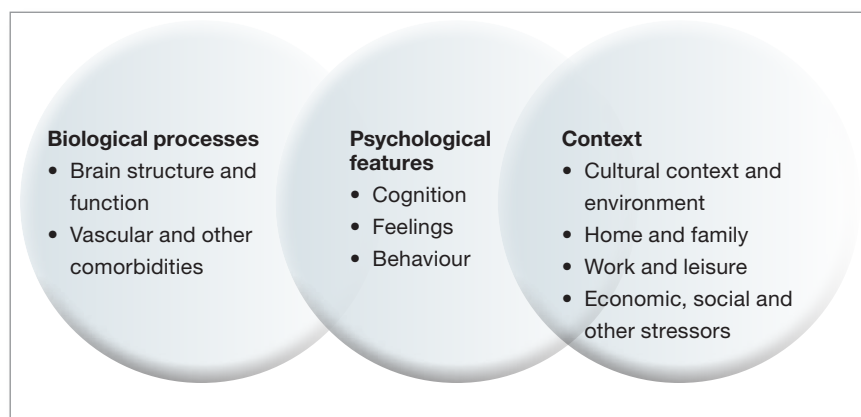 Biological processes
• Brain structure and
function
• Vascular and other
comorbidities
Psychological
features
• Cognition
• Feelings
• Behaviour
Context
• Cultural context and
environment
• Home and family
• Work and leisure
• Economic, social and
other stressors